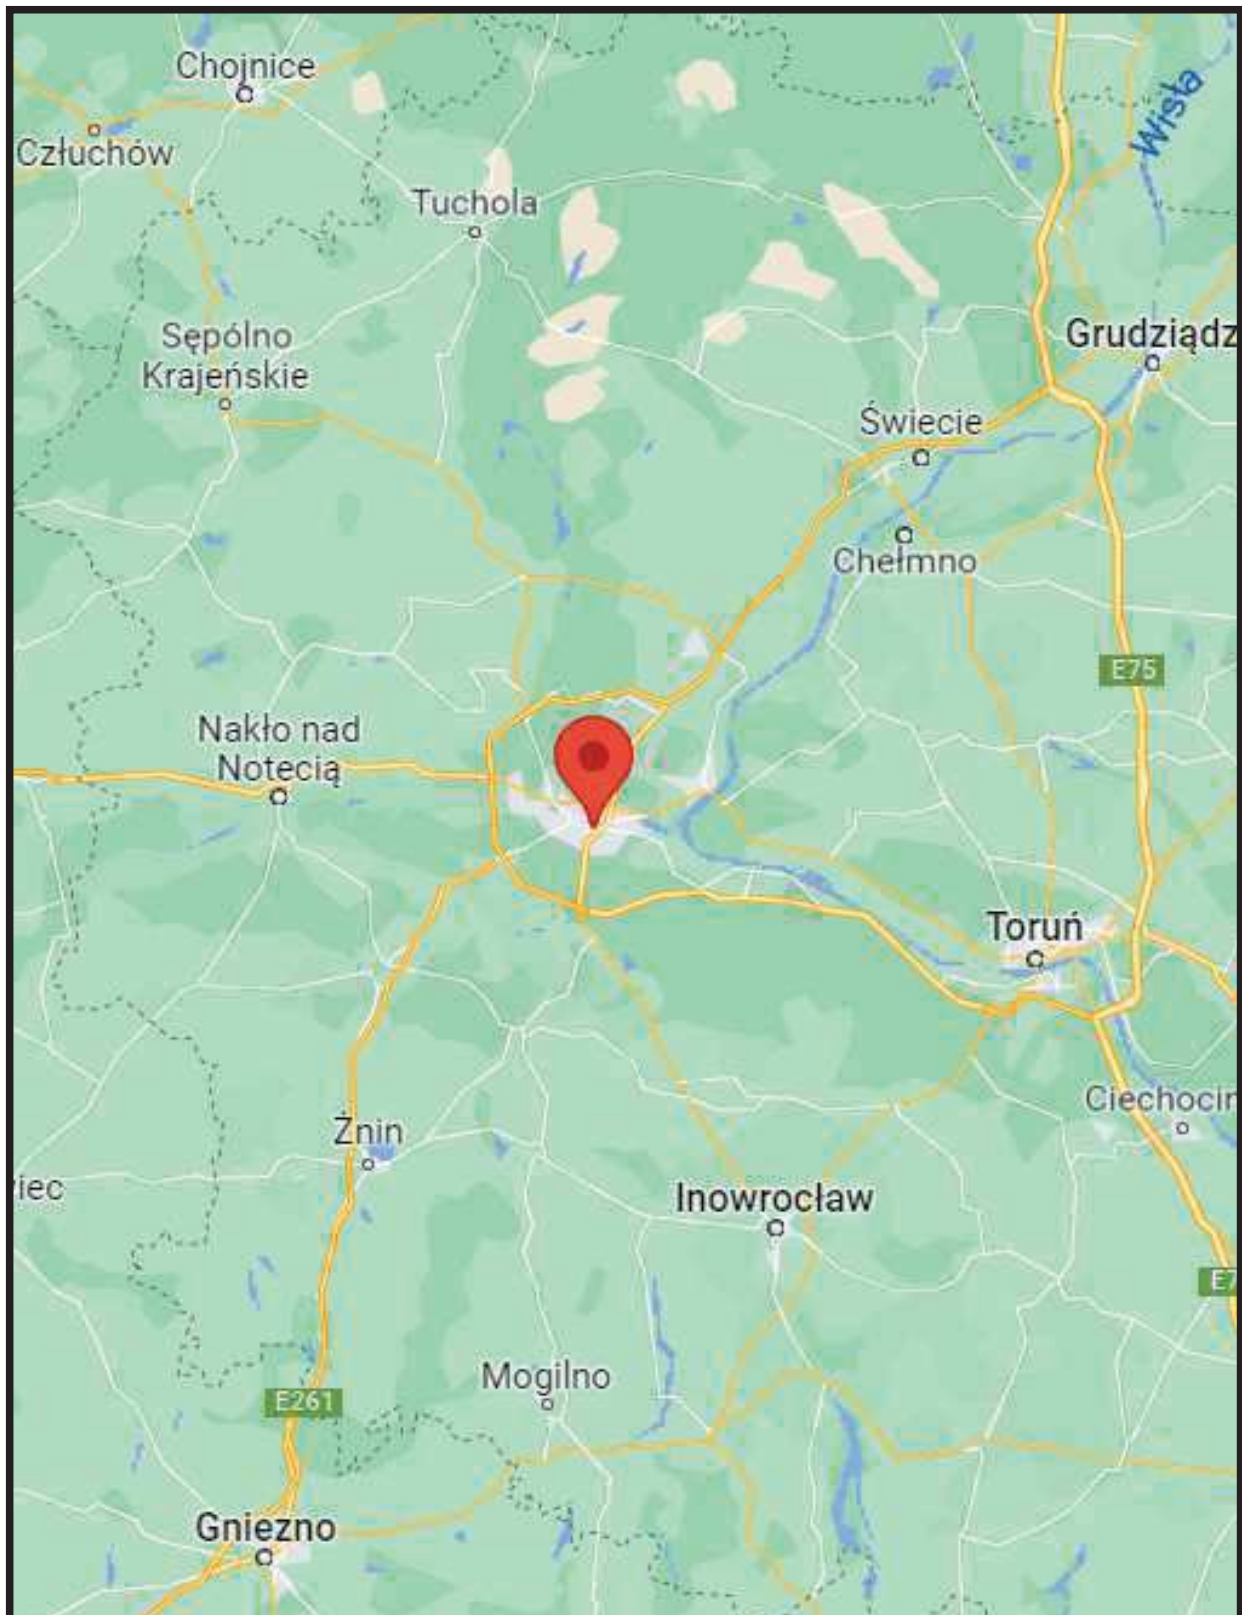 Chojnice
Człuchów
Wisła
Tuchola
Sępólno
Krajeńskie
Grudziądz
Świecie
Chełmno
E75
Nakło nad
Notecią
Toruń
Ciechocin
Żnin
iec
Inowrocław
E7
Mogilno
E261
Gniezno